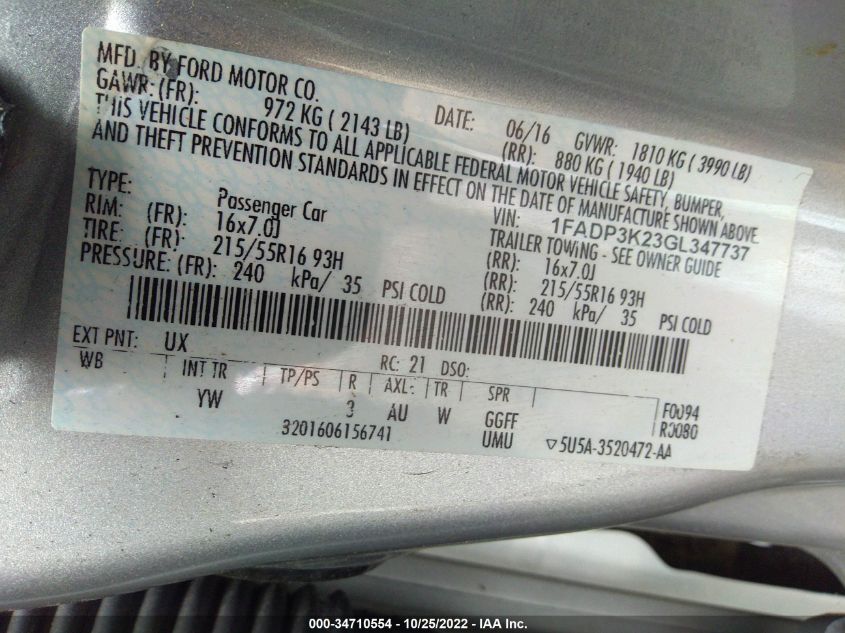 MFD. BY FORD MOTOR CO.
DATE: 06/16 GVWR: 1810 KG ( 3990 LB)
GAWR: (FR): 972 KG ( 2143 LB) (RR): 880 KG ( 1940 LB)
THIS VEHICLE CONFORMS TO ALL APPLICABLE FEDERAL MOTOR VEHICLE SAFETY, BUMPER,
AND THEFT PREVENTION STANDARDS IN EFFECT ON THE DATE OF MANUFACTURE SHOWN ABOVE.
VIN: 1FADP3K23GL347737
TYPE: Passenger Car TRAILER TOWING - SEE OWNER GUIDE
RIM: (FR): 16x7.0J (RR): 16x7.0J
TIRE: (FR): 215/55R16 93H (RR): 215/55R16 93H
PRESSURE: (FR): 240 kPa/ 35 PSI COLD (RR): 240 kPa/ 35 PSI COLD
EXT PNT: UX RC: 21 DSO:
WB INT TR TP/PS R AXL: TR SPR
YW 3 AU W GGFF F0094
UMU R0080
3201606156741 ▽5U5A-3520472-AA
000-34710554 - 10/25/2022 - IAA Inc.